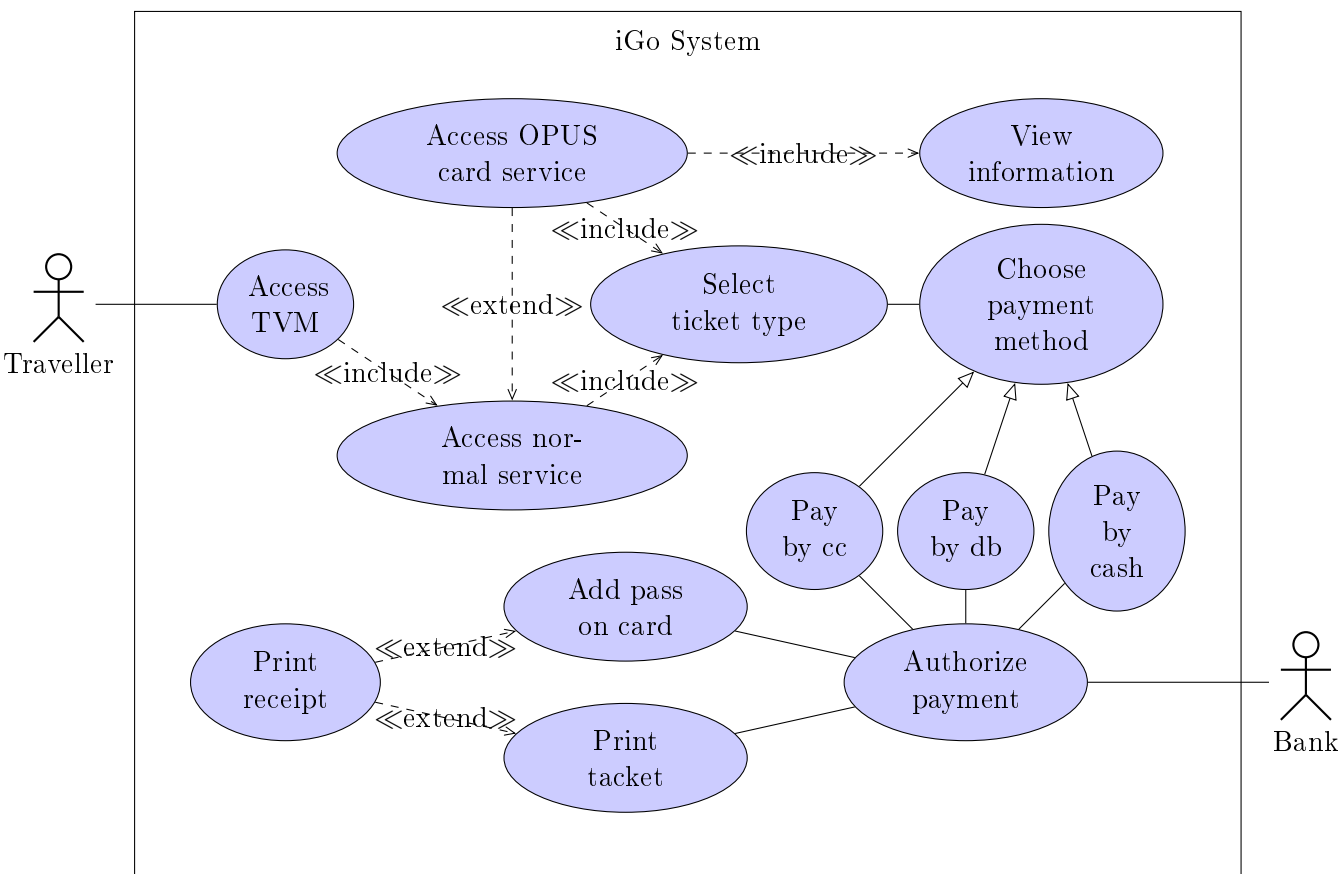 iGo System
Access OPUS
card service
≪include≫
View
information
≪include≫
Select
ticket type
Choose
payment
method
Access
TVM
Traveller
≪extend≫
≪include≫
≪include≫
Access nor-
mal service
Pay
by cc
Pay
by db
Pay
by
cash
Add pass
on card
≪extend≫
Print
receipt
≪extend≫
Print
tacket
Authorize
payment
Bank